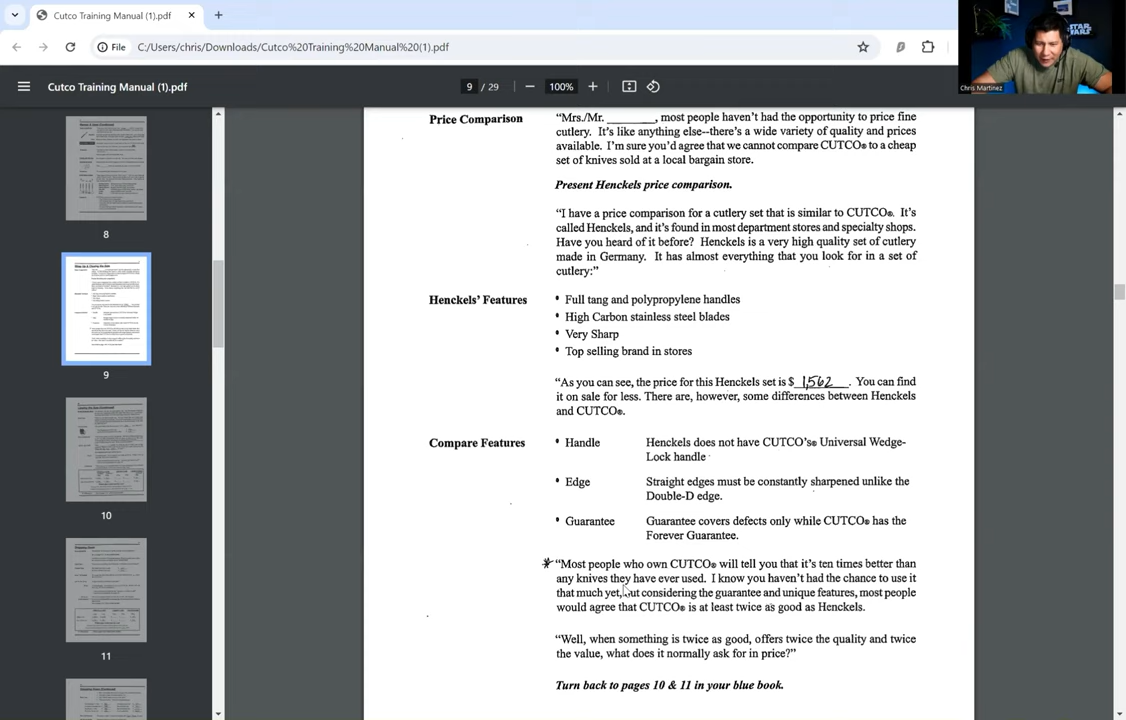 Cutco Training Manual (1).pdf
File
C:/Users/chris/Downloads/Cutco%20Training%20Manual%20(1).pdf
STAR
WARS
Chris Martinez
Cutco Training Manual (1).pdf
9 / 29
100%
8
9
10
11
Price Comparison
“Mrs./Mr. ________, most people haven’t had the opportunity to price fine
cutlery. It’s like anything else--there’s a wide variety of quality and prices
available. I’m sure you’d agree that we cannot compare CUTCO® to a cheap
set of knives sold at a local bargain store.
Present Henckels price comparison.
“I have a price comparison for a cutlery set that is similar to CUTCO®. It’s
called Henckels, and it’s found in most department stores and specialty shops.
Have you heard of it before? Henckels is a very high quality set of cutlery
made in Germany. It has almost everything that you look for in a set of
cutlery:”
Henckels’ Features
• Full tang and polypropylene handles
• High Carbon stainless steel blades
• Very Sharp
• Top selling brand in stores
“As you can see, the price for this Henckels set is $ 1,562 . You can find
it on sale for less. There are, however, some differences between Henckels
and CUTCO®.
Compare Features
• Handle Henckels does not have CUTCO’s® Universal Wedge-
Lock handle
• Edge Straight edges must be constantly sharpened unlike the
Double-D edge.
• Guarantee Guarantee covers defects only while CUTCO® has the
Forever Guarantee.
* “Most people who own CUTCO® will tell you that it’s ten times better than
any knives they have ever used. I know you haven’t had the chance to use it
that much yet, but considering the guarantee and unique features, most people
would agree that CUTCO® is at least twice as good as Henckels.
“Well, when something is twice as good, offers twice the quality and twice
the value, what does it normally ask for in price?”
Turn back to pages 10 & 11 in your blue book.